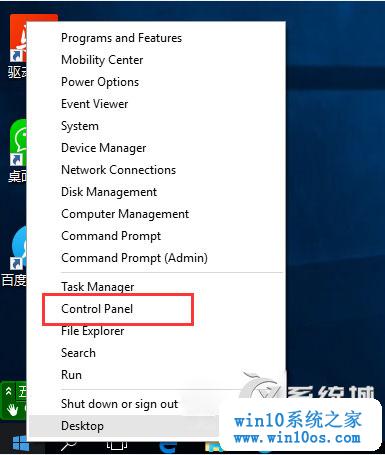 Programs and Features
Mobility Center
Power Options
Event Viewer
System
Device Manager
Network Connections
Disk Management
Computer Management
Command Prompt
Command Prompt (Admin)
Task Manager
Control Panel
File Explorer
Search
Run
Shut down or sign out
Desktop
驱动
桌面
百度
五
系统城
win10系统之家
www.win10os.com